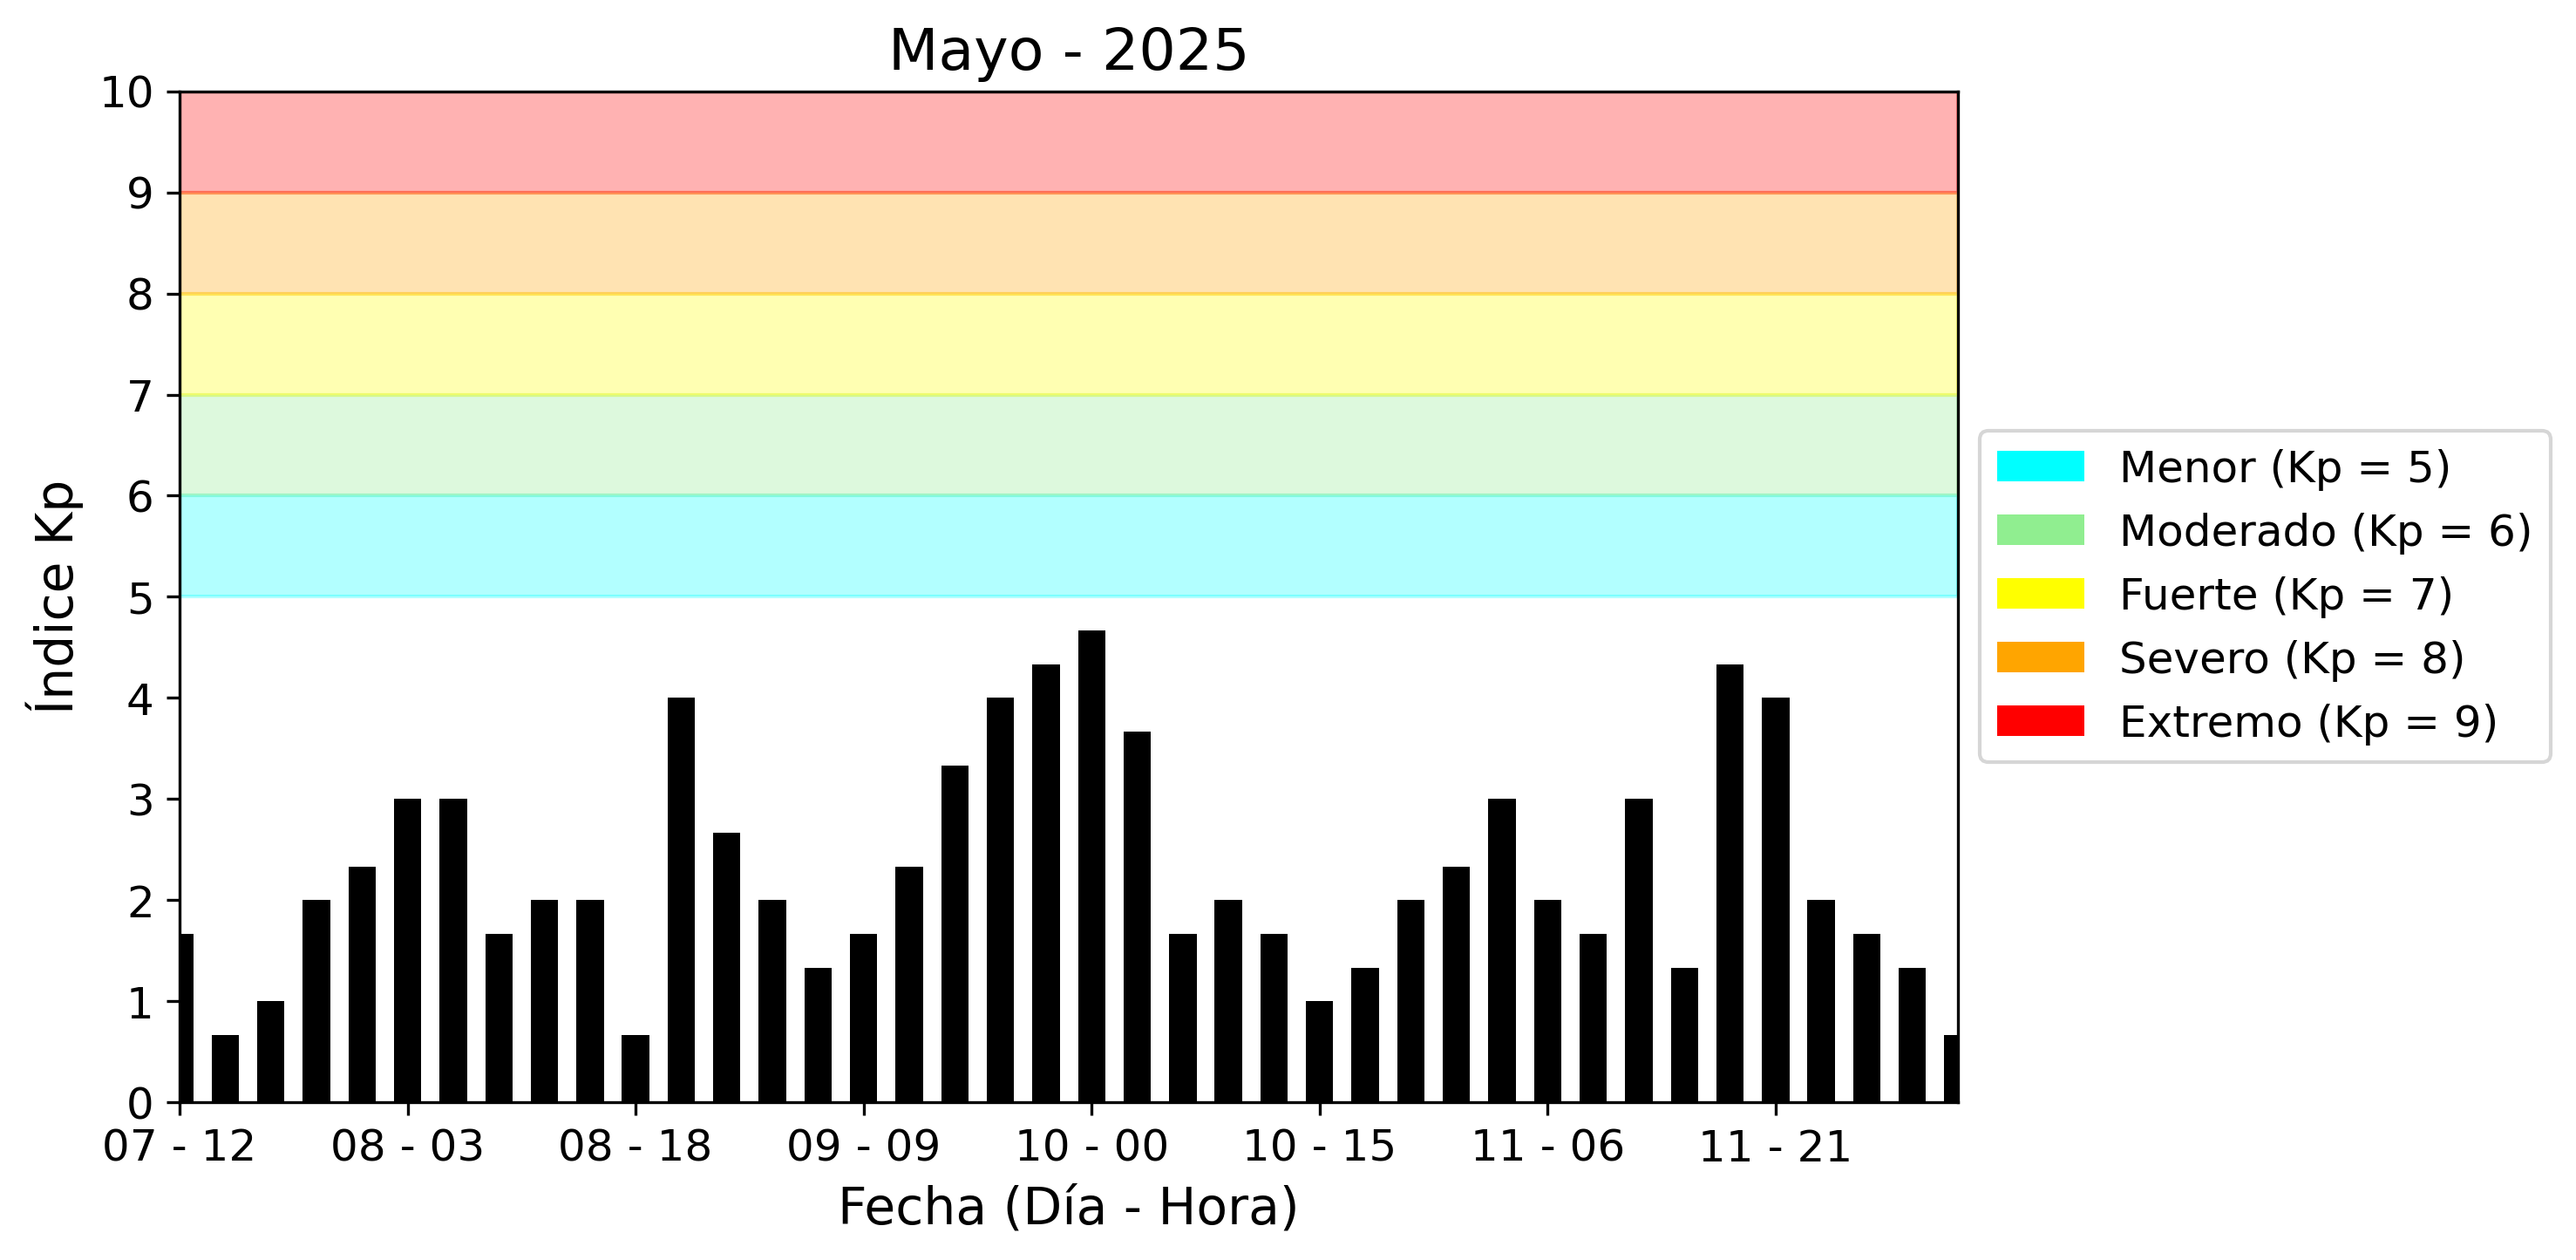 Mayo - 2025
10
9
8
7
6
5
4
3
2
1
0
Índice Kp
07 - 12
08 - 03
08 - 18
09 - 09
10 - 00
10 - 15
11 - 06
11 - 21
Fecha (Día - Hora)
Menor (Kp = 5)
Moderado (Kp = 6)
Fuerte (Kp = 7)
Severo (Kp = 8)
Extremo (Kp = 9)